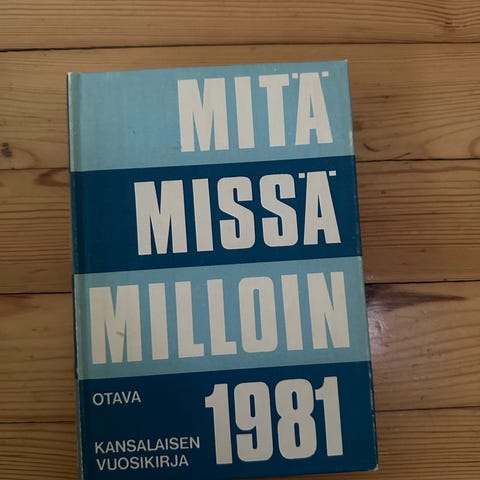 MITÄ
MISSÄ
MILLOIN
OTAVA
1981
KANSALAISEN
VUOSIKIRJA